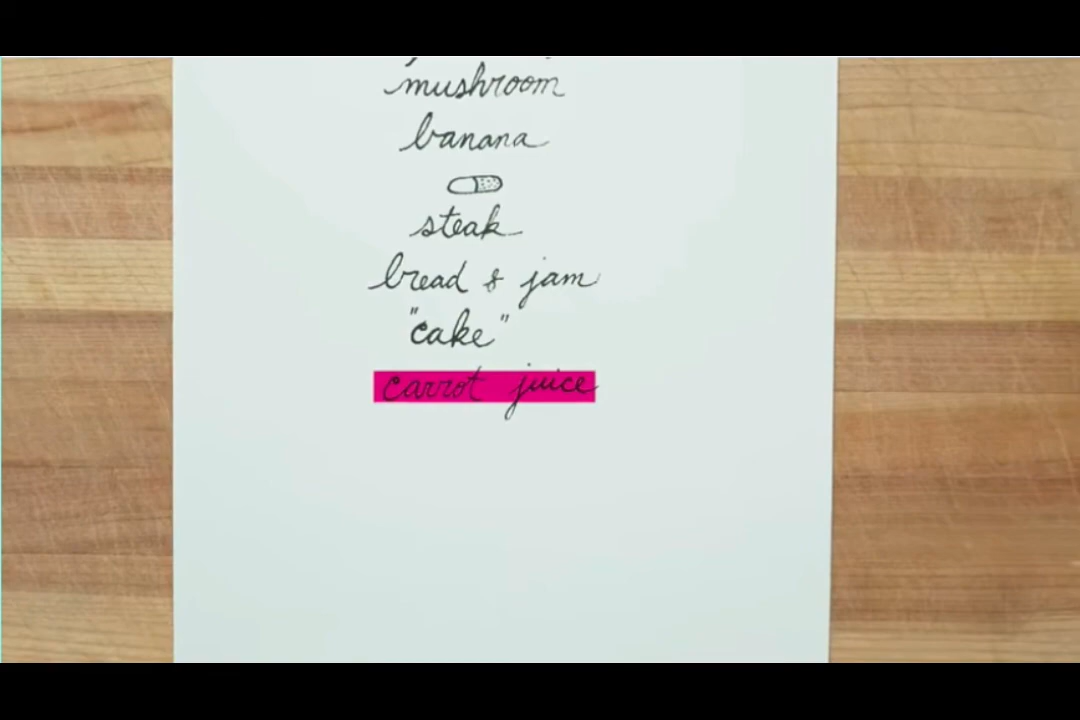 mushroom
banana
steak
bread & jam
"cake"
carrot juice